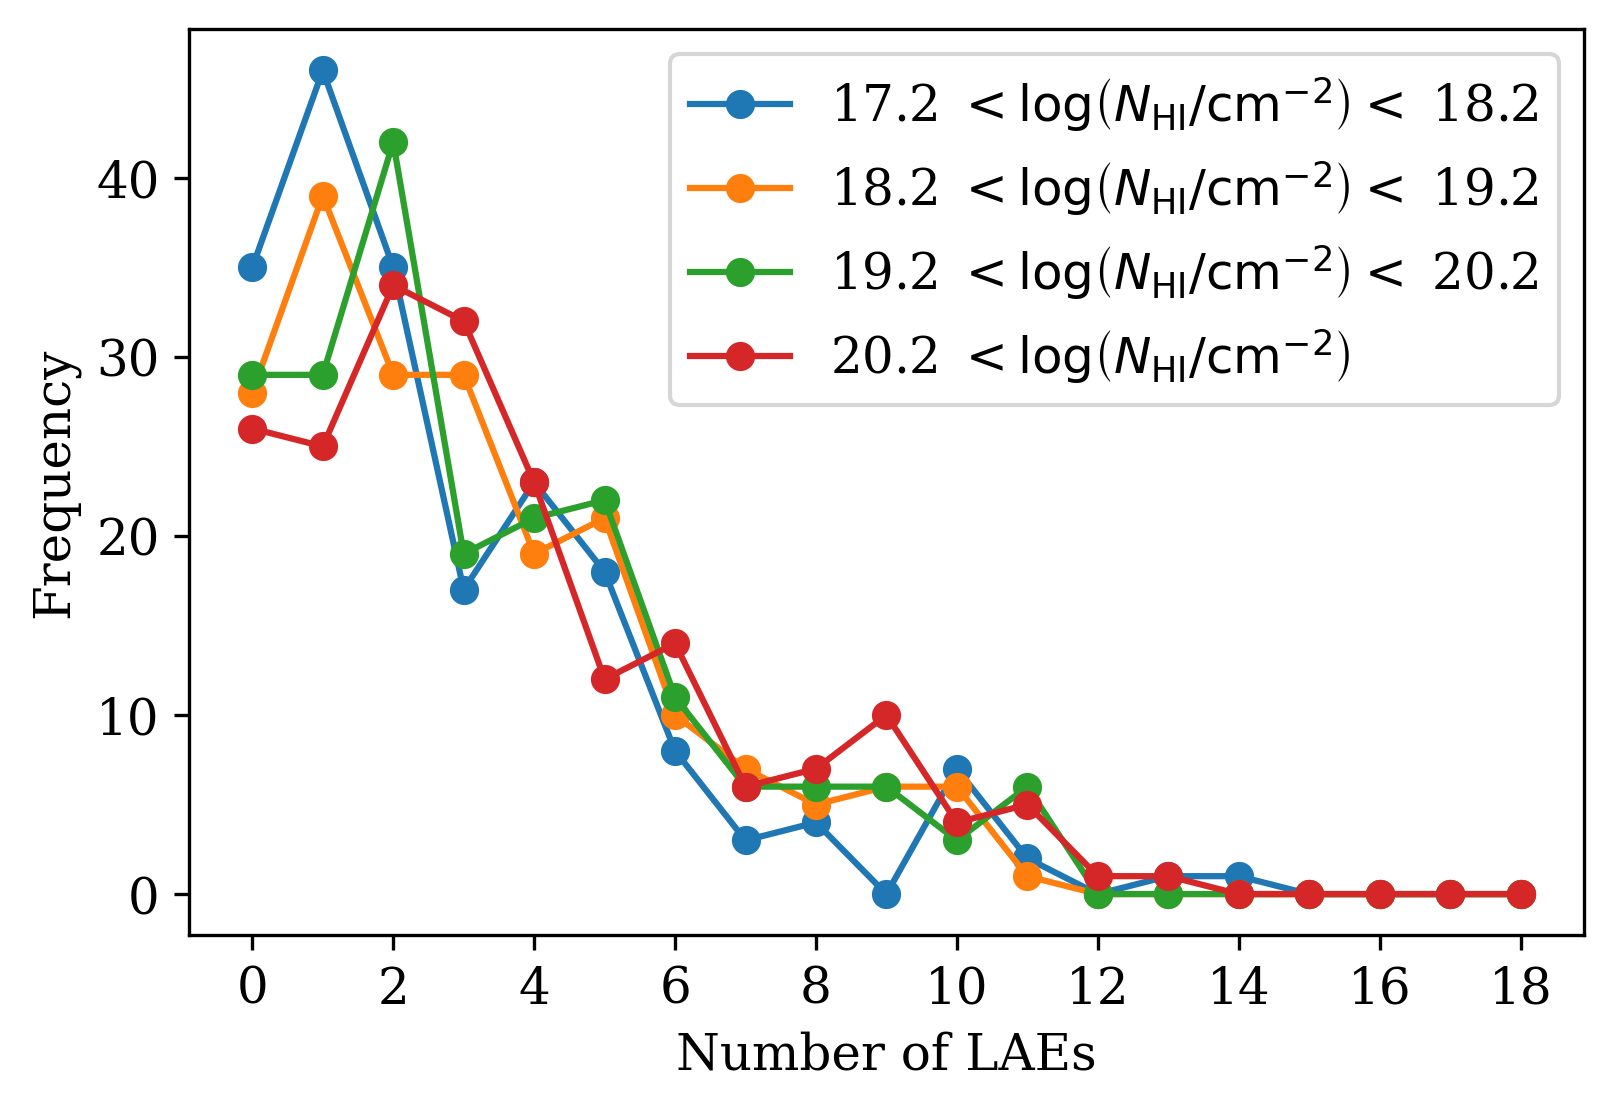 17.2 < log(N_HI/cm⁻²) < 18.2
18.2 < log(N_HI/cm⁻²) < 19.2
19.2 < log(N_HI/cm⁻²) < 20.2
20.2 < log(N_HI/cm⁻²)
40
30
20
10
0
Frequency
0 2 4 6 8 10 12 14 16 18
Number of LAEs